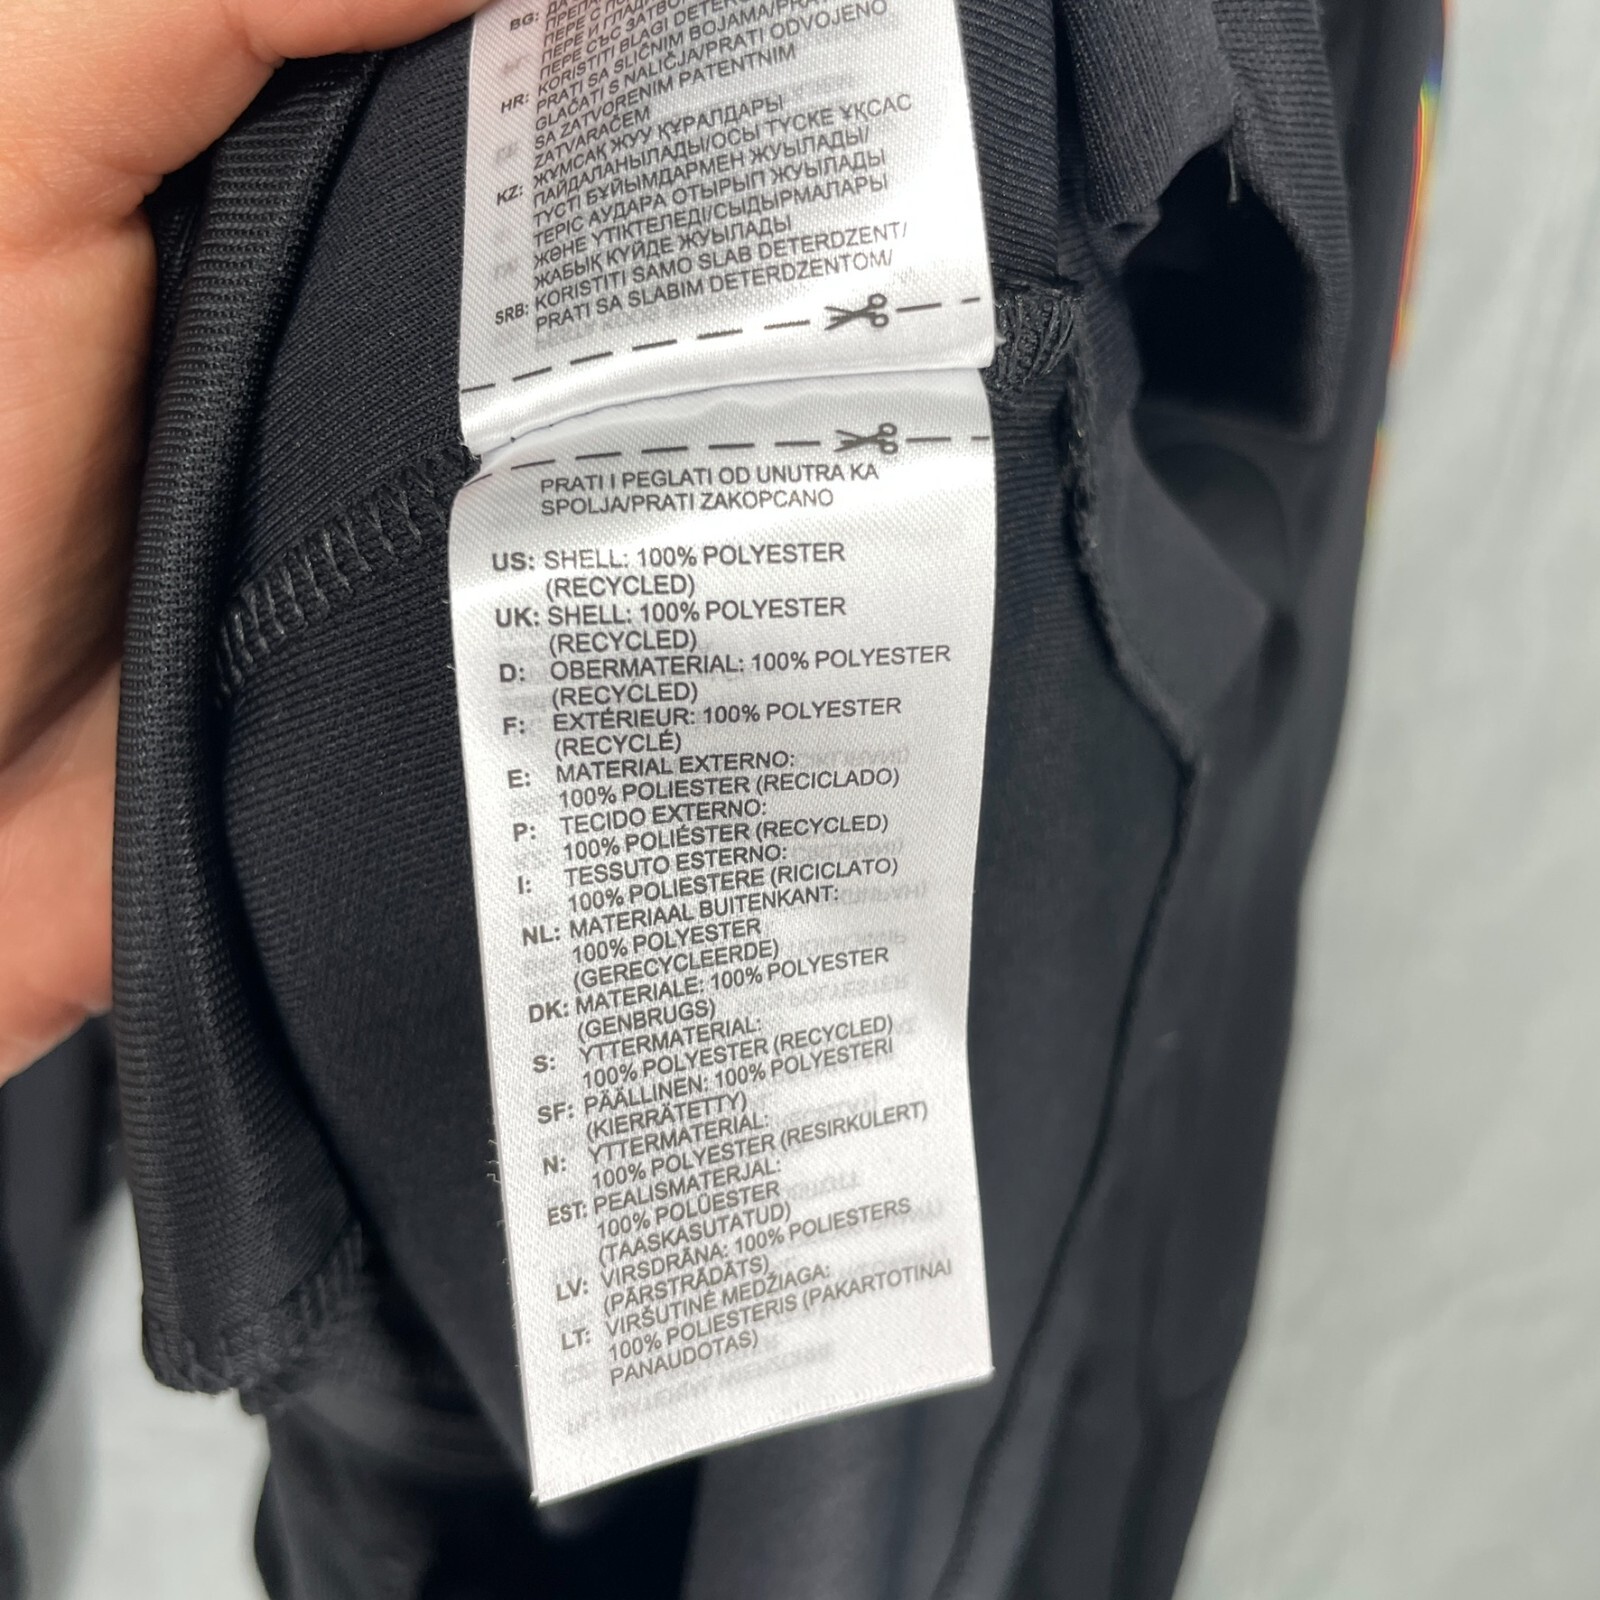 BG:
ПЕРЕ И ГЛАД
ПЕРЕ СЪС ЗАТВО
HR: KORISTITI BLAGI DETER
PRATI SA SLIČNIM BOJAMA/PRA
GLAČATI S NALIČJA/PRATI ODVOJENO
SA ZATVORENIM PATENTNIM
ZATVARAČEM
KZ: ЖҰМСАҚ ЖУУ ҚҰРАЛДАРЫ
ПАЙДАЛАНЫЛАДЫ/ОСЫ ТҮСКЕ ҰҚСАС
ТҮСТІ БҰЙЫМДАРМЕН ЖУЫЛАДЫ/
ТЕРІС АУДАРА ОТЫРЫП ЖУЫЛАДЫ
ЖӘНЕ ҮТІКТЕЛЕДІ/СЫДЫРМАЛАРЫ
ЖАБЫҚ КҮЙДЕ ЖУЫЛАДЫ
SRB: KORISTITI SAMO SLAB DETERDZENT/
PRATI SA SLABIM DETERDZENTOM/
PRATI I PEGLATI OD UNUTRA KA
SPOLJA/PRATI ZAKOPCANO
US: SHELL: 100% POLYESTER
(RECYCLED)
UK: SHELL: 100% POLYESTER
(RECYCLED)
D: OBERMATERIAL: 100% POLYESTER
(RECYCLED)
F: EXTÉRIEUR: 100% POLYESTER
(RECYCLÉ)
E: MATERIAL EXTERNO:
100% POLIESTER (RECICLADO)
P: TECIDO EXTERNO:
100% POLIÉSTER (RECYCLED)
I: TESSUTO ESTERNO:
100% POLIESTERE (RICICLATO)
NL: MATERIAAL BUITENKANT:
100% POLYESTER
(GERECYCLEERDE)
DK: MATERIALE: 100% POLYESTER
(GENBRUGS)
S: YTTERMATERIAL:
100% POLYESTER (RECYCLED)
SF: PÄÄLLINEN: 100% POLYESTERI
(KIERRÄTETTY)
N: YTTERMATERIAL:
100% POLYESTER (RESIRKULERT)
EST: PEALISMATERJAL:
100% POLÜESTER
(TAASKASUTATUD)
LV: VIRSDRĀNA: 100% POLIESTERS
(PĀRSTRĀDĀTS)
LT: VIRŠUTINĖ MEDŽIAGA:
100% POLIESTERIS (PAKARTOTINAI
PANAUDOTAS)